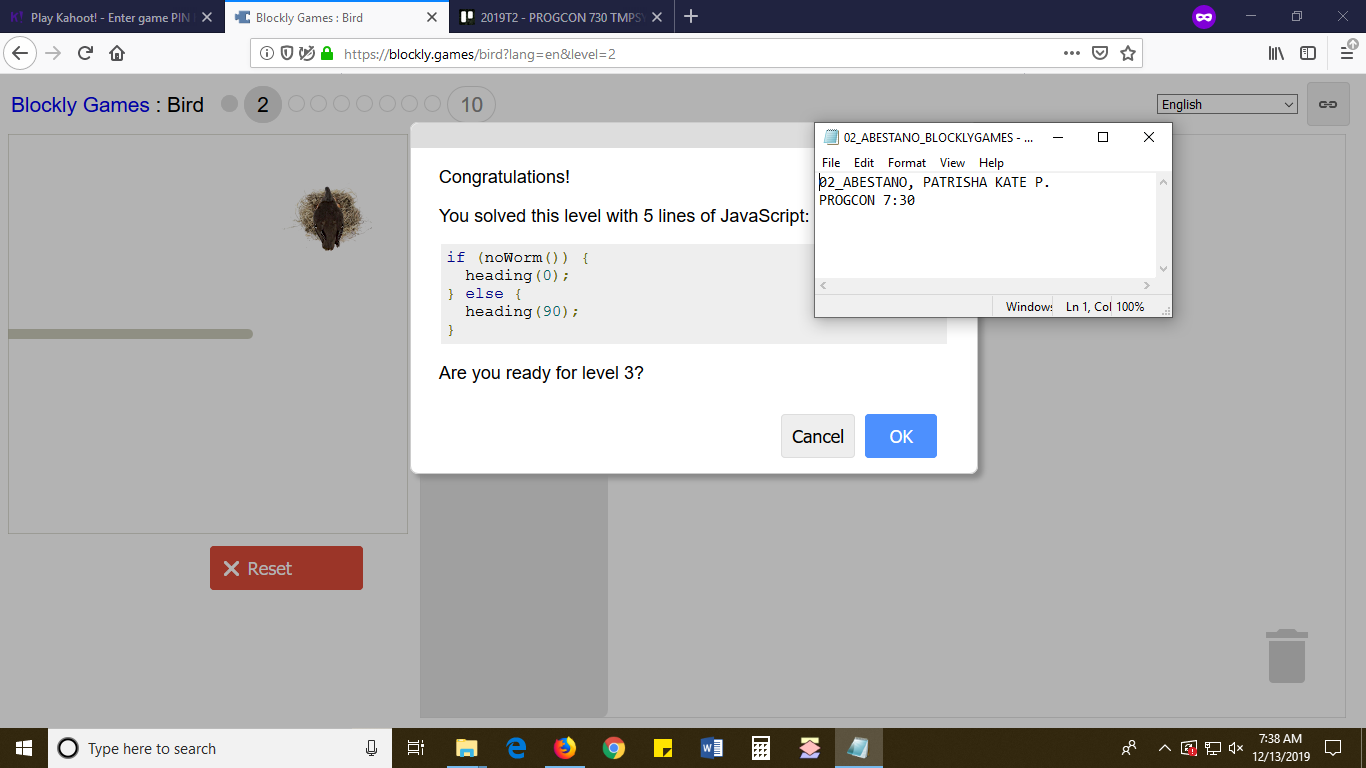 Play Kahoot! - Enter game PIN
Blockly Games : Bird
2019T2 - PROGCON 730 TMPSY
https://blockly.games/bird?lang=en&level=2
Blockly Games : Bird
2
10
English
02_ABESTANO_BLOCKLYGAMES - ...
File Edit Format View Help
02_ABESTANO, PATRISHA KATE P.
PROGCON 7:30
Windows
Ln 1, Col
100%
Congratulations!
You solved this level with 5 lines of JavaScript:
if (noWorm()) {
  heading(0);
} else {
  heading(90);
}
Are you ready for level 3?
Cancel
OK
Reset
Type here to search
7:38 AM
12/13/2019